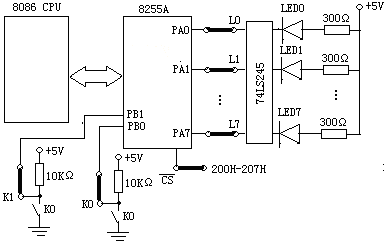 8086 CPU
8255A
PA0
L0
LED0
300Ω
+5V
PA1
L1
LED1
300Ω
74LS245
PB1
PB0
PA7
L7
LED7
300Ω
+5V
10KΩ
K1
K0
+5V
10KΩ
K0
K0
CS
200H-207H